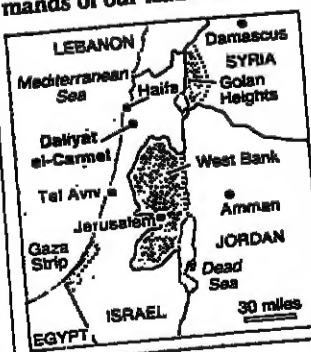 mands of our land
LEBANON
Damascus
SYRIA
Mediterranean
Sea
Haifa
Golan
Heights
Daliyat
el-Carmel
West Bank
Tel Aviv
Amman
Jerusalem
JORDAN
Gaza
Strip
Dead
Sea
ISRAEL
30 miles
EGYPT